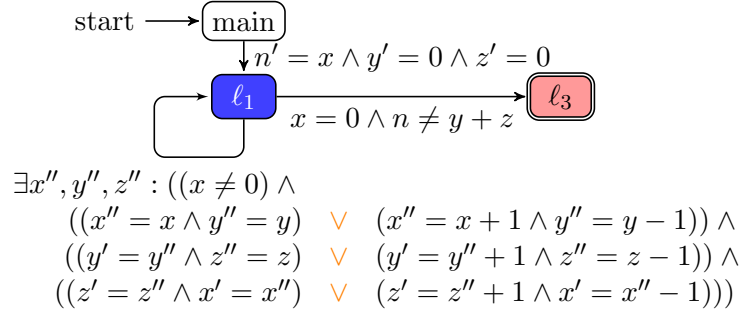 start main
n′ = x ∧ y′ = 0 ∧ z′ = 0
ℓ₁ ℓ₃
x = 0 ∧ n ≠ y + z
∃x″, y″, z″ : ((x ≠ 0) ∧
((x″ = x ∧ y″ = y) ∨ (x″ = x + 1 ∧ y″ = y − 1)) ∧
((y′ = y″ ∧ z″ = z) ∨ (y′ = y″ + 1 ∧ z″ = z − 1)) ∧
((z′ = z″ ∧ x′ = x″) ∨ (z′ = z″ + 1 ∧ x′ = x″ − 1)))